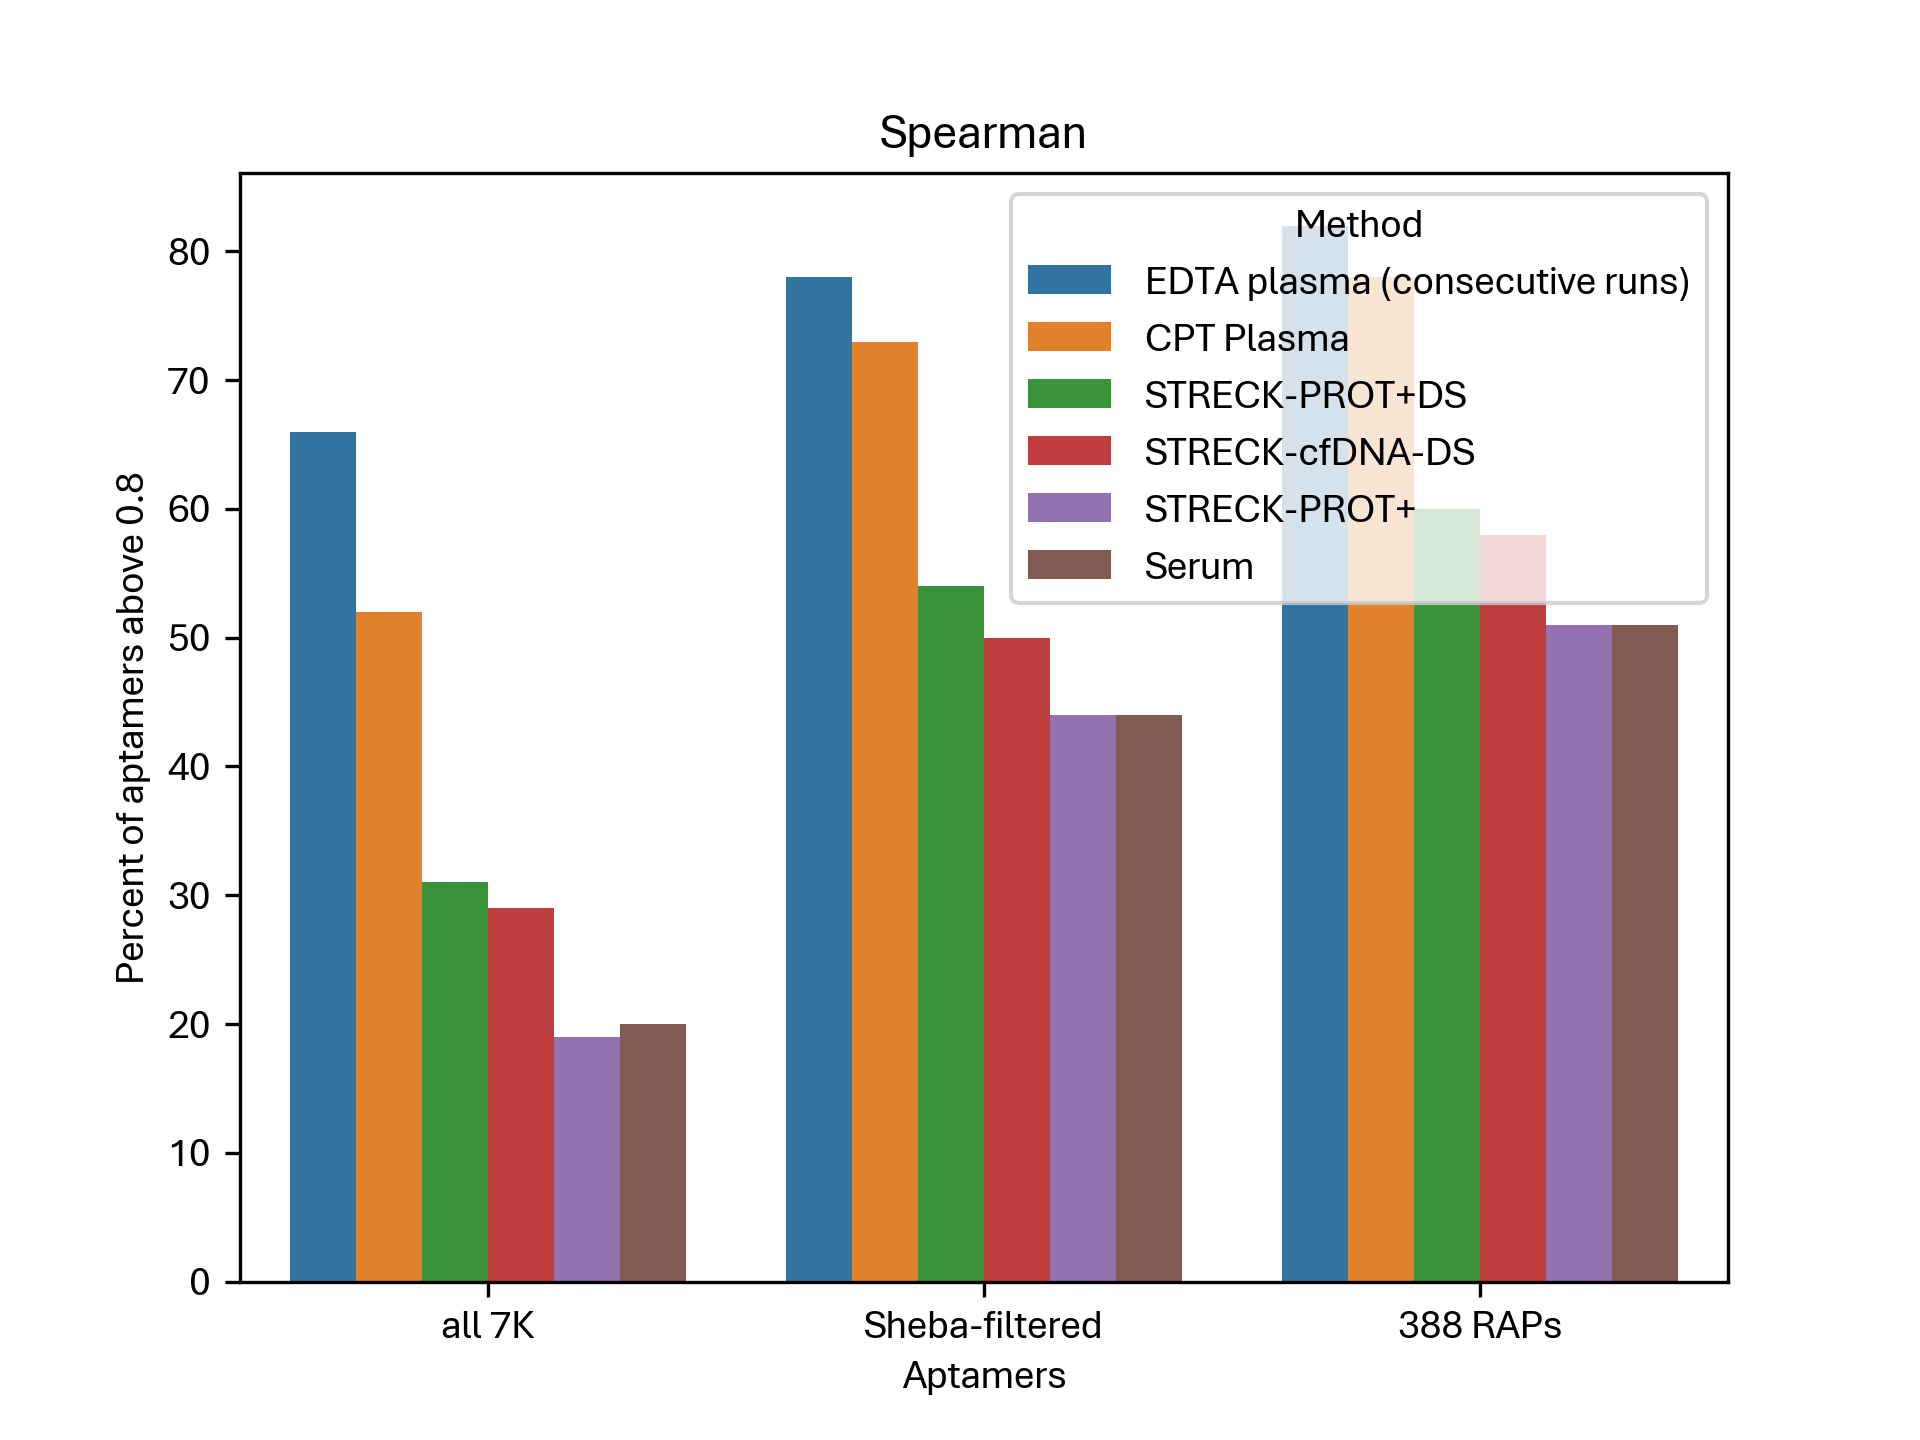 Spearman
Percent of aptamers above 0.8
80
70
60
50
40
30
20
10
0
Method
EDTA plasma (consecutive runs)
CPT Plasma
STRECK-PROT+DS
STRECK-cfDNA-DS
STRECK-PROT+
Serum
all 7K
Sheba-filtered
388 RAPs
Aptamers